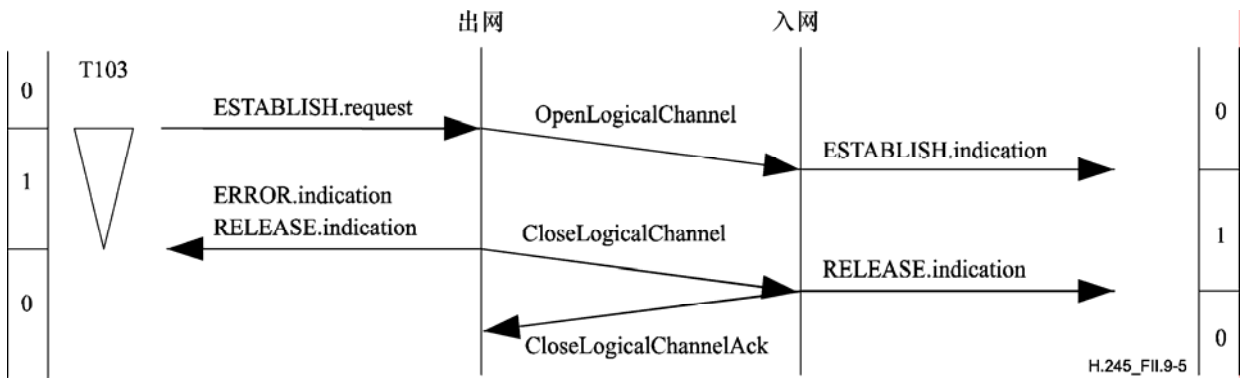 出网
入网
T103
0
ESTABLISH.request
OpenLogicalChannel
0
ESTABLISH.indication
1
ERROR.indication
RELEASE.indication
CloseLogicalChannel
1
RELEASE.indication
0
CloseLogicalChannelAck
0
H.245_FII.9-5